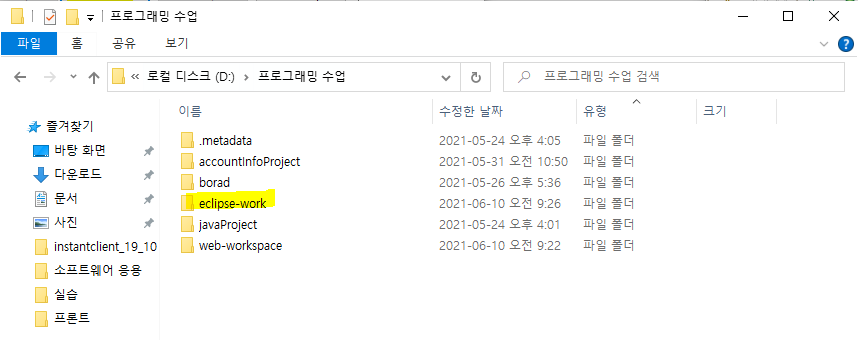 프로그래밍 수업
파일 홈 공유 보기
로컬 디스크 (D:) 프로그래밍 수업
프로그래밍 수업 검색
이름 수정한 날짜 유형 크기
즐겨찾기
바탕 화면
다운로드
문서
사진
instantclient_19_10
소프트웨어 응용
실습
프론트
.metadata 2021-05-24 오후 4:05 파일 폴더
accountInfoProject 2021-05-31 오전 10:50 파일 폴더
borad 2021-05-26 오후 5:36 파일 폴더
eclipse-work 2021-06-10 오전 9:26 파일 폴더
javaProject 2021-05-24 오후 4:01 파일 폴더
web-workspace 2021-06-10 오전 9:22 파일 폴더